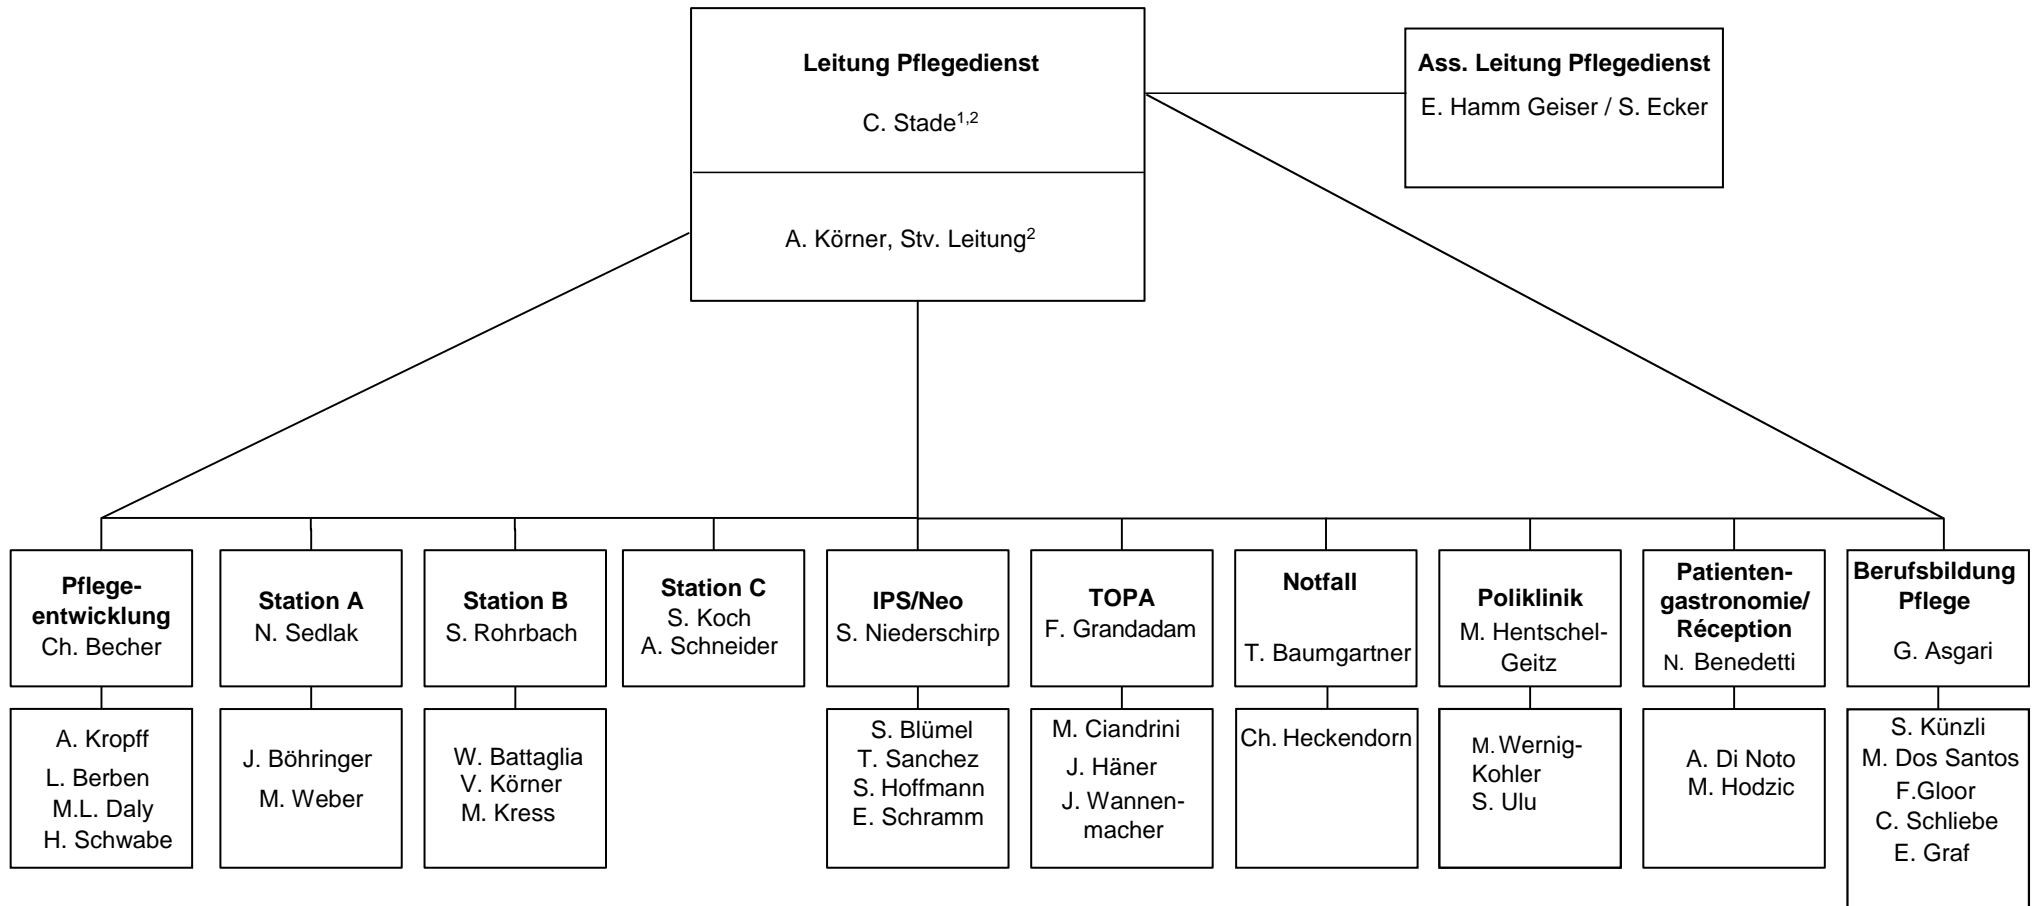 Leitung Pflegedienst
C. Stade1,2
A. Körner, Stv. Leitung2
Ass. Leitung Pflegedienst
E. Hamm Geiser / S. Ecker
Pflege-
entwicklung
Ch. Becher
Station A
N. Sedlak
Station B
S. Rohrbach
Station C
S. Koch
A. Schneider
IPS/Neo
S. Niederschirp
TOPA
F. Grandadam
Notfall
T. Baumgartner
Poliklinik
M. Hentschel-
Geitz
Patienten-
gastronomie/
Réception
N. Benedetti
Berufsbildung
Pflege
G. Asgari
A. Kropff
L. Berben
M.L. Daly
H. Schwabe
J. Böhringer
M. Weber
W. Battaglia
V. Körner
M. Kress
S. Blümel
T. Sanchez
S. Hoffmann
E. Schramm
M. Ciandrini
J. Häner
J. Wannen-
macher
Ch. Heckendorn
M. Wernig-
Kohler
S. Ulu
A. Di Noto
M. Hodzic
S. Künzli
M. Dos Santos
F.Gloor
C. Schliebe
E. Graf